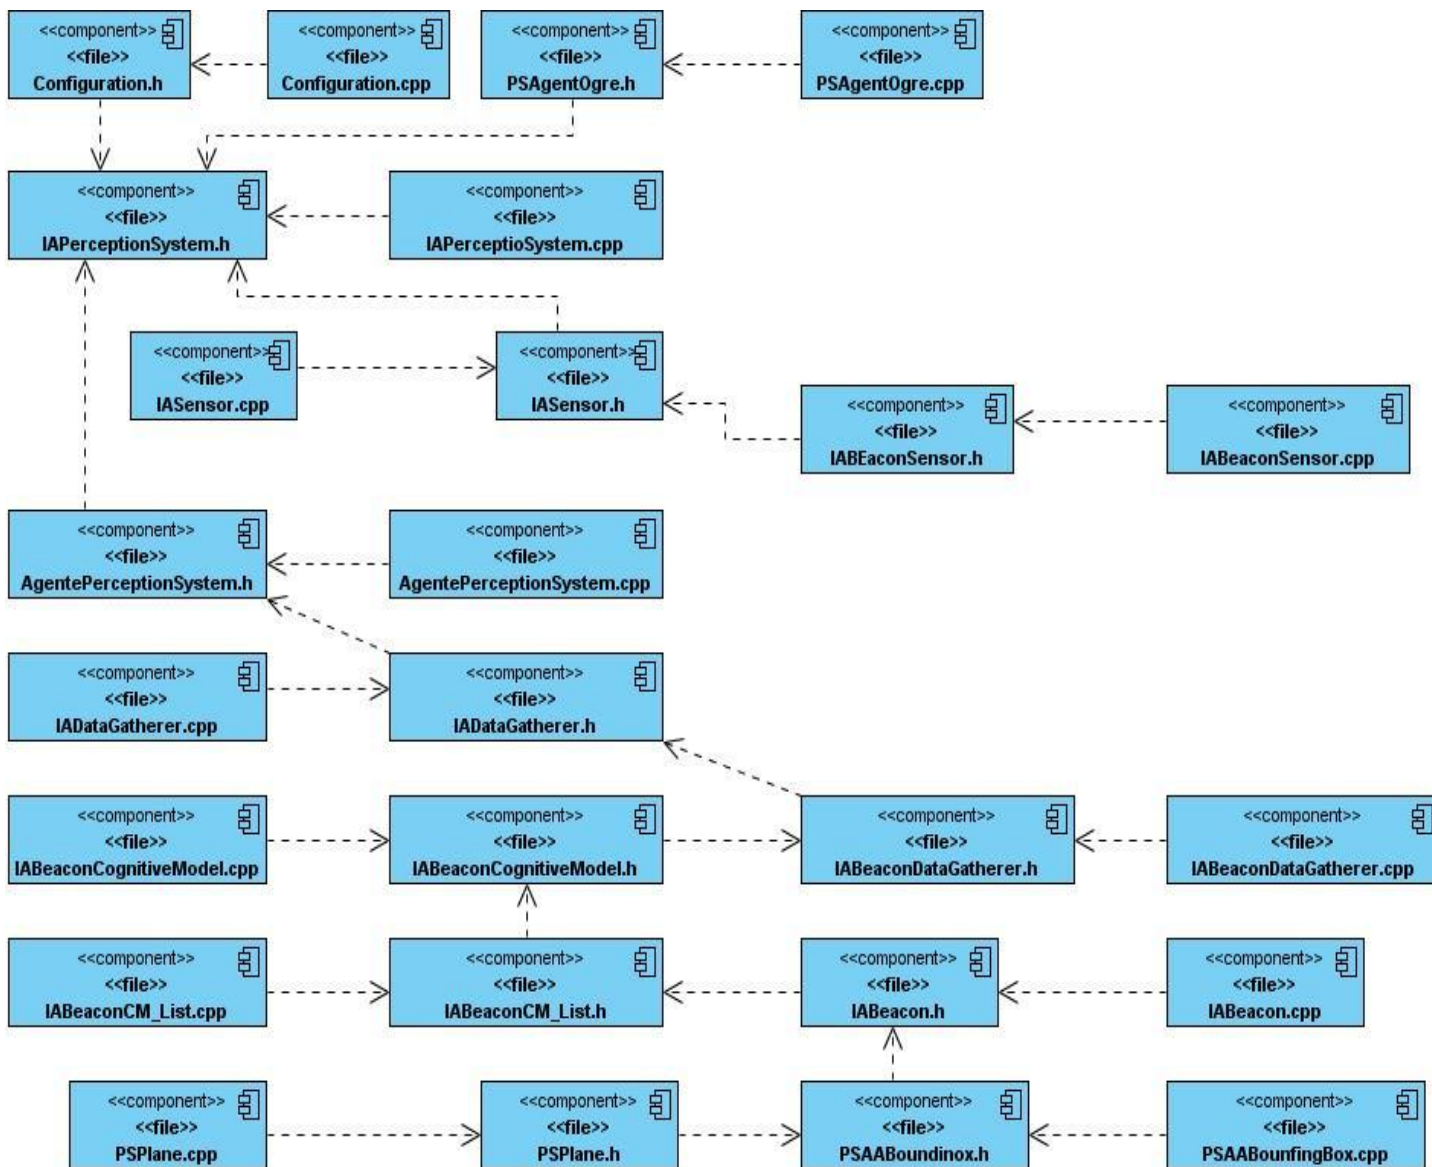 <<component>>
<<file>>
Configuration.h
<<component>>
<<file>>
Configuration.cpp
<<component>>
<<file>>
PSAgentOgre.h
<<component>>
<<file>>
PSAgentOgre.cpp
<<component>>
<<file>>
IAPerceptionSystem.h
<<component>>
<<file>>
IAPerceptioSystem.cpp
<<component>>
<<file>>
IASensor.cpp
<<component>>
<<file>>
IASensor.h
<<component>>
<<file>>
IABEaconSensor.h
<<component>>
<<file>>
IABeaconSensor.cpp
<<component>>
<<file>>
AgentePerceptionSystem.h
<<component>>
<<file>>
AgentePerceptionSystem.cpp
<<component>>
<<file>>
IADataGatherer.cpp
<<component>>
<<file>>
IADataGatherer.h
<<component>>
<<file>>
IABeaconCognitiveModel.cpp
<<component>>
<<file>>
IABeaconCognitiveModel.h
<<component>>
<<file>>
IABeaconDataGatherer.h
<<component>>
<<file>>
IABeaconDataGatherer.cpp
<<component>>
<<file>>
IABeaconCM_List.cpp
<<component>>
<<file>>
IABeaconCM_List.h
<<component>>
<<file>>
IABeacon.h
<<component>>
<<file>>
IABeacon.cpp
<<component>>
<<file>>
PSPlane.cpp
<<component>>
<<file>>
PSPlane.h
<<component>>
<<file>>
PSAABoundinox.h
<<component>>
<<file>>
PSAABounfingBox.cpp